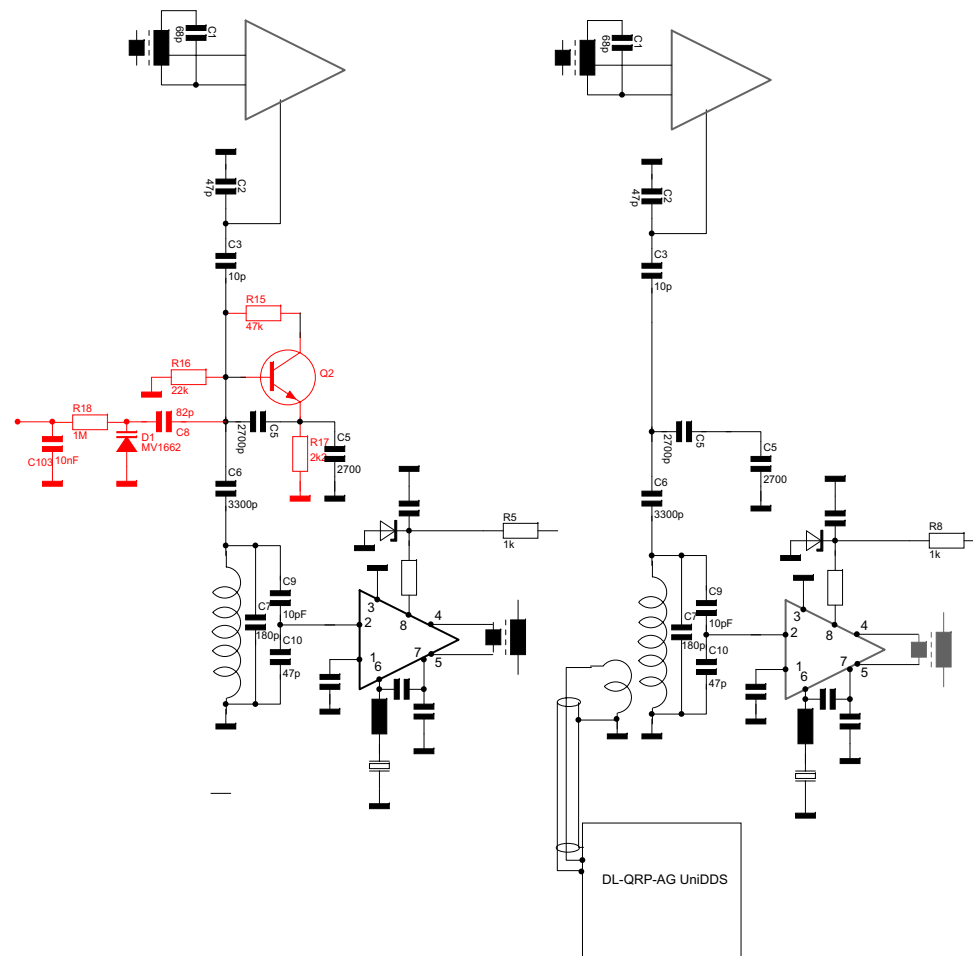 C1
68p
C2
47p
C3
10p
R15
47k
R16
22k
Q2
R18
1M
82p
C8
D1
MV1662
C103
10nF
2700p
C5
R17
2k2
C5
2700
C6
3300p
R5
1k
C9
10pF
C7
180p
C10
47p
3
2
8
4
1
7
5
6
C1
68p
C2
47p
C3
10p
2700p
C5
C5
2700
C6
3300p
R8
1k
C9
10pF
C7
180p
C10
47p
3
2
8
4
1
7
5
6
DL-QRP-AG UniDDS